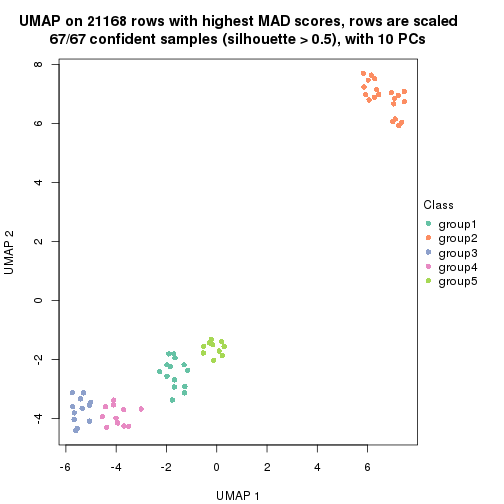 UMAP on 21168 rows with highest MAD scores, rows are scaled
67/67 confident samples (silhouette > 0.5), with 10 PCs
8
6
4
2
0
-2
-4
UMAP 2
-6 -4 -2 0 2 4 6
UMAP 1
Class
group1
group2
group3
group4
group5